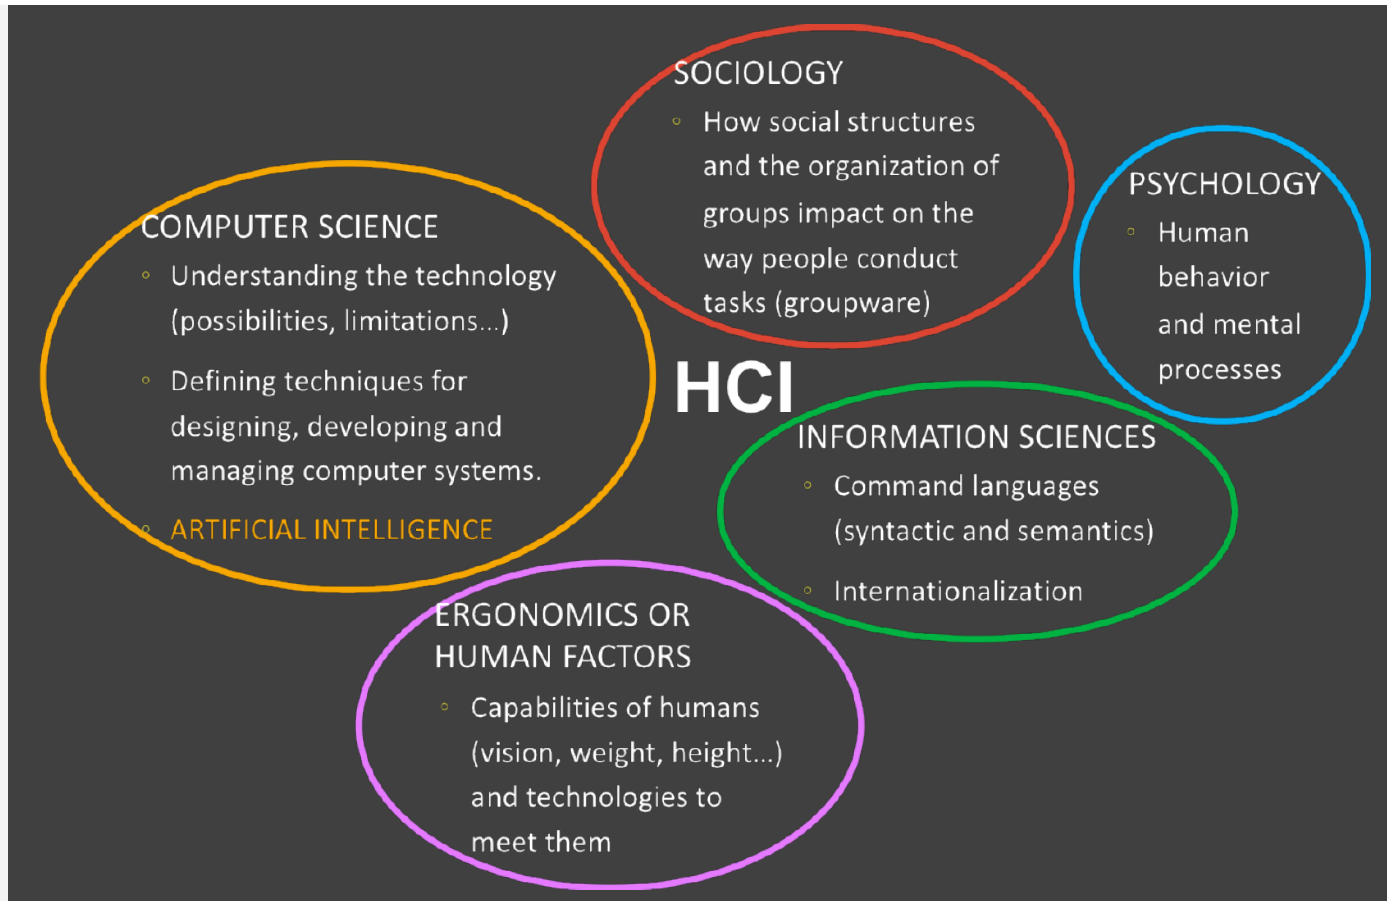 SOCIOLOGY
◦ How social structures
and the organization of
groups impact on the
way people conduct
tasks (groupware)
PSYCHOLOGY
◦ Human
behavior
and mental
processes
COMPUTER SCIENCE
◦ Understanding the technology
(possibilities, limitations…)
◦ Defining techniques for
designing, developing and
managing computer systems.
◦ ARTIFICIAL INTELLIGENCE
HCI
INFORMATION SCIENCES
◦ Command languages
(syntactic and semantics)
◦ Internationalization
ERGONOMICS OR
HUMAN FACTORS
◦ Capabilities of humans
(vision, weight, height…)
and technologies to
meet them